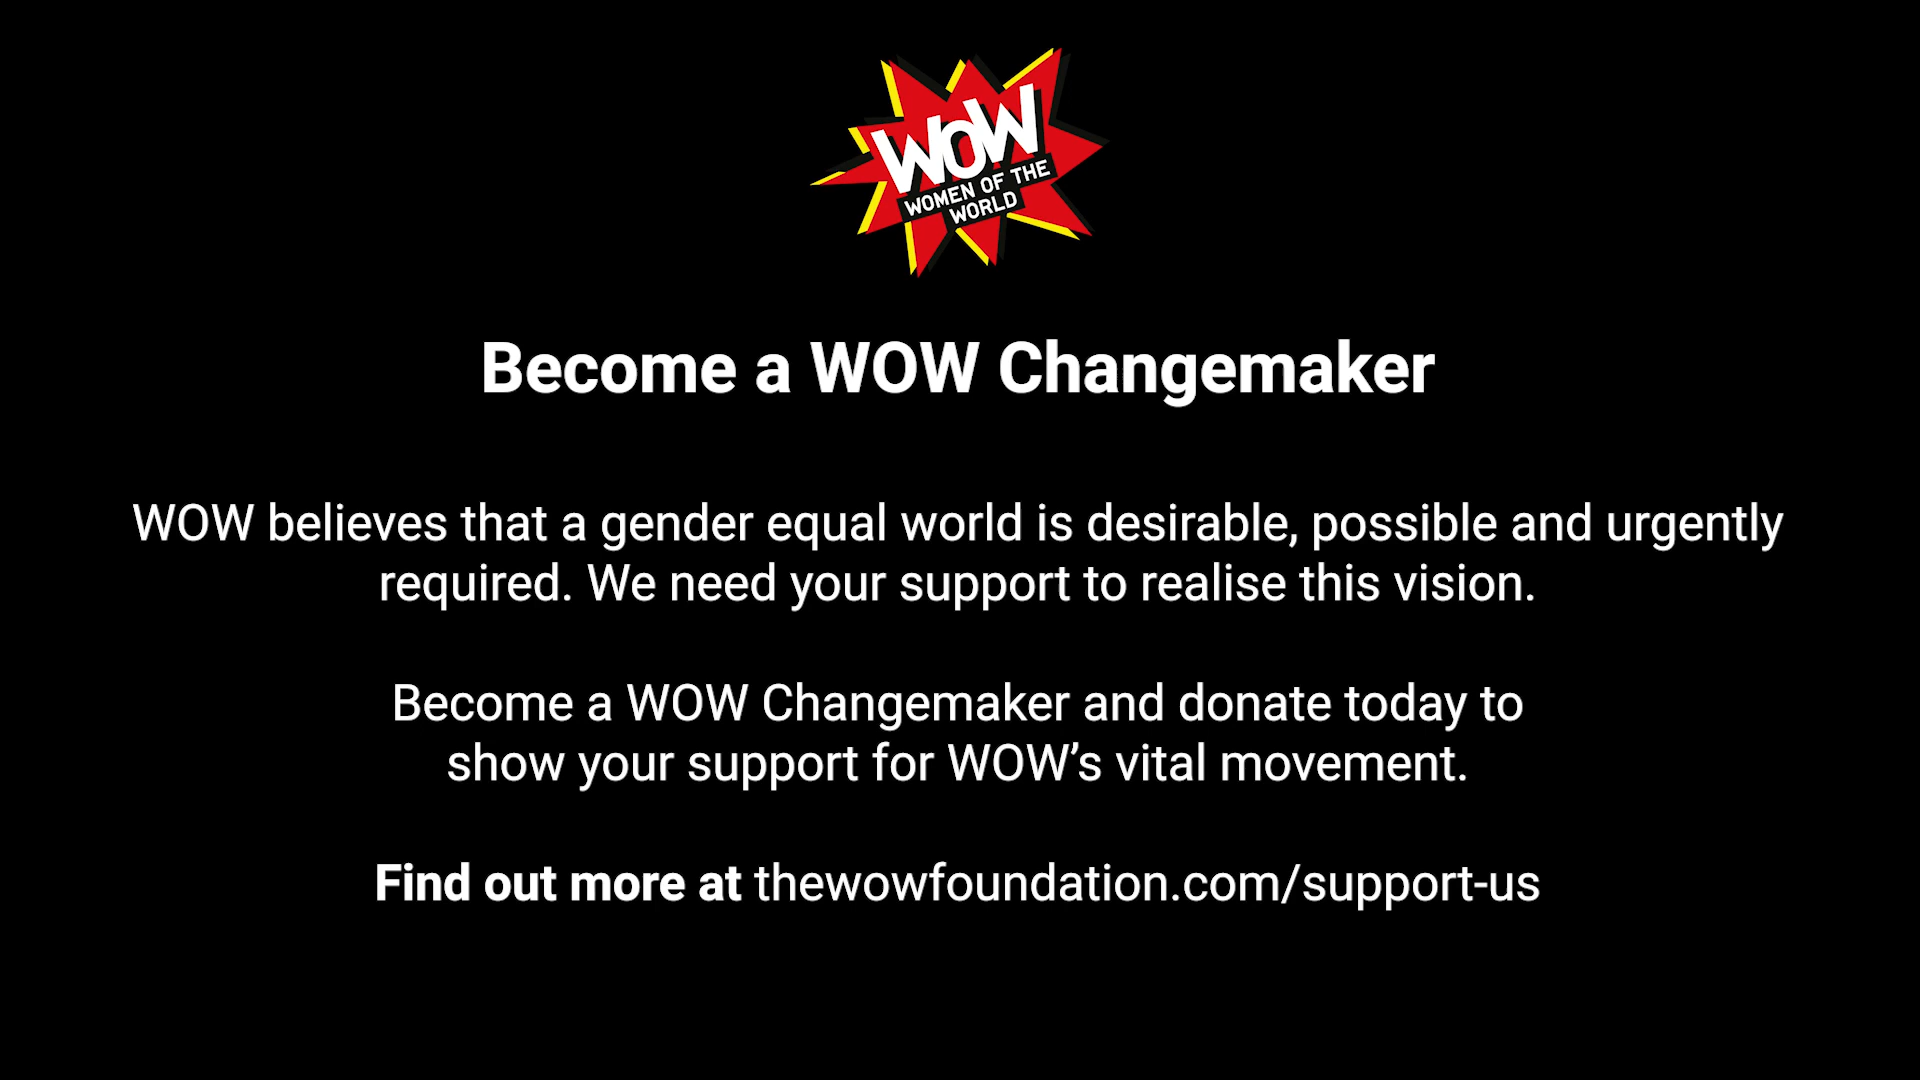 WOW
WOMEN OF THE
WORLD
Become a WOW Changemaker
WOW believes that a gender equal world is desirable, possible and urgently
required. We need your support to realise this vision.
Become a WOW Changemaker and donate today to
show your support for WOW’s vital movement.
Find out more at thewowfoundation.com/support-us